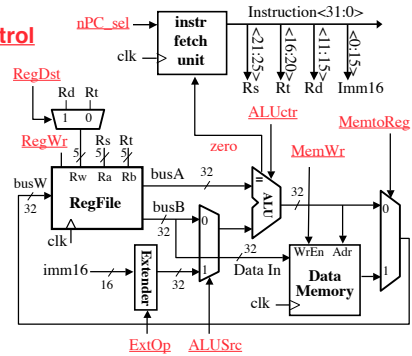 nPC_sel
instr
fetch
unit
clk
Instruction<31:0>
<21:25>
<16:20>
<11:15>
<0:15>
Rs
Rt
Rd
Imm16
trol
RegDst
Rd
Rt
1
0
RegWr
Rs
Rt
5
5
5
Rw
Ra
Rb
RegFile
busW
32
clk
busA
32
busB
32
zero
ALUctr
=
ALU
32
MemWr
MemtoReg
0
1
0
1
imm16
16
Extender
32
32
Data In
WrEn
Adr
Data
Memory
clk
ExtOp
ALUSrc